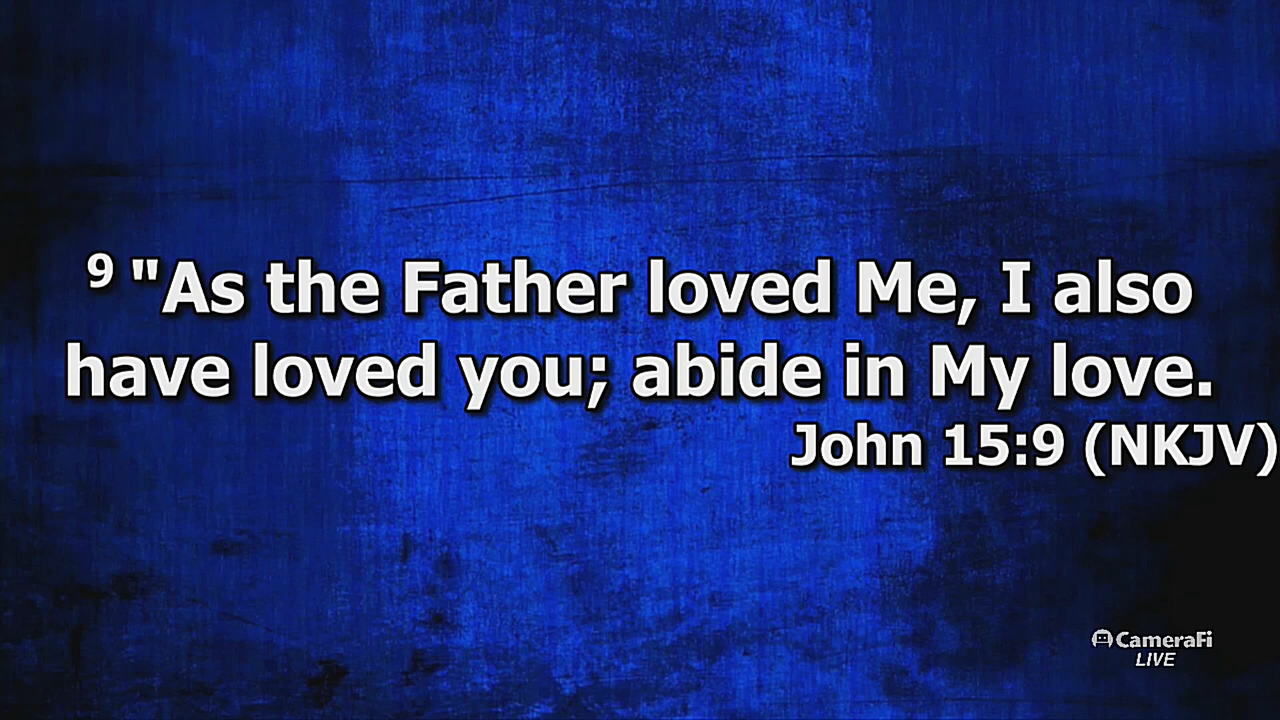 9 "As the Father loved Me, I also
have loved you; abide in My love.
John 15:9 (NKJV)
CameraFi
LIVE